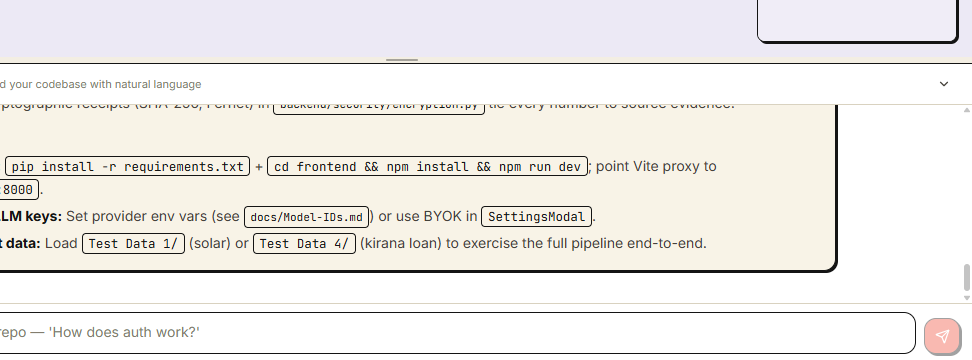 d your codebase with natural language
ptographic receipts (SHA-256, Fernet) in backend/security/encryption.py tie every number to source evidence.
pip install -r requirements.txt + cd frontend && npm install && npm run dev; point Vite proxy to
:8000.
LLM keys: Set provider env vars (see docs/Model-IDs.md) or use BYOK in SettingsModal.
t data: Load Test Data 1/ (solar) or Test Data 4/ (kirana loan) to exercise the full pipeline end-to-end.
repo — 'How does auth work?'